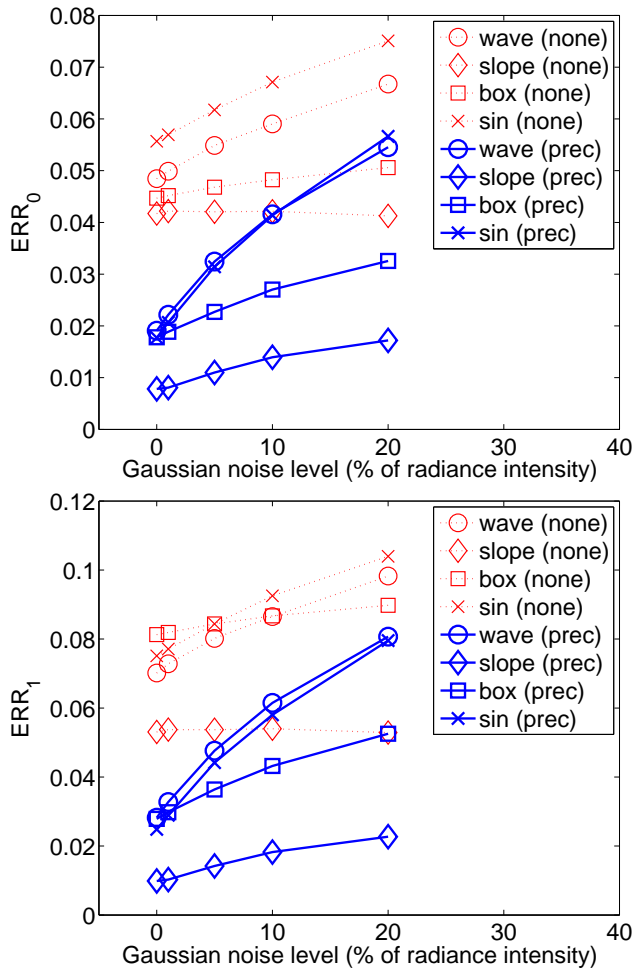 0.08
0.07
0.06
0.05
0.04
0.03
0.02
0.01
0
ERR0
wave (none)
slope (none)
box (none)
sin (none)
wave (prec)
slope (prec)
box (prec)
sin (prec)
0 10 20 30 40
Gaussian noise level (% of radiance intensity)
0.12
0.1
0.08
0.06
0.04
0.02
0
ERR1
wave (none)
slope (none)
box (none)
sin (none)
wave (prec)
slope (prec)
box (prec)
sin (prec)
0 10 20 30 40
Gaussian noise level (% of radiance intensity)